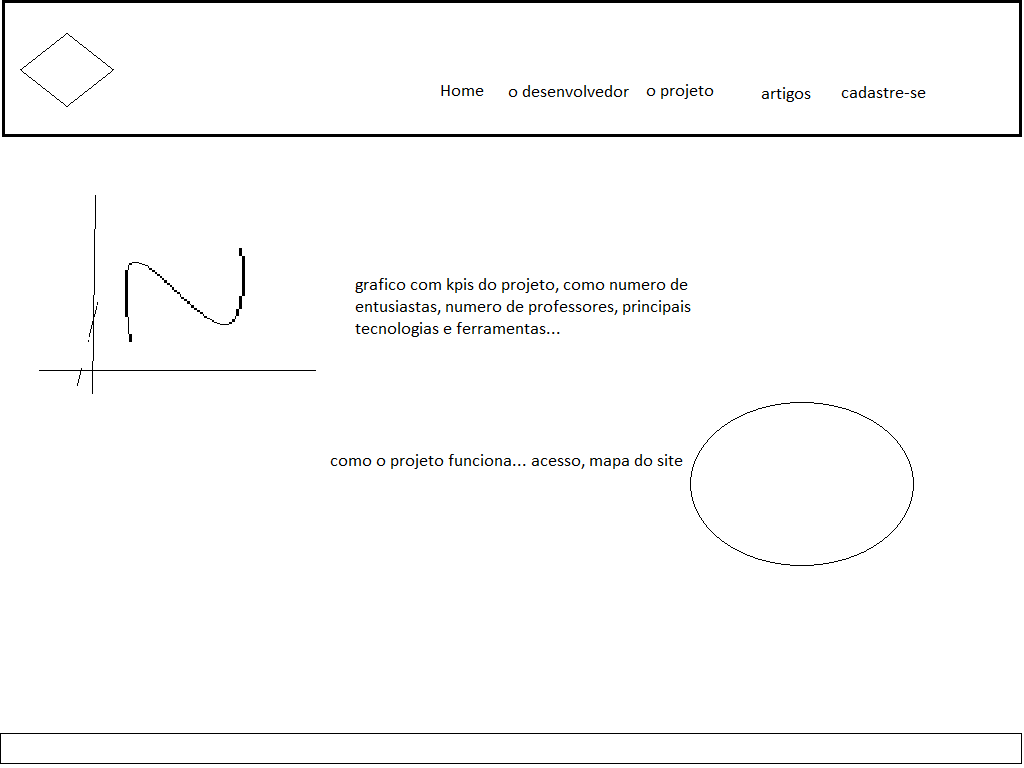 Home o desenvolvedor o projeto artigos cadastre-se
grafico com kpis do projeto, como numero de
entusiastas, numero de professores, principais
tecnologias e ferramentas...
como o projeto funciona... acesso, mapa do site